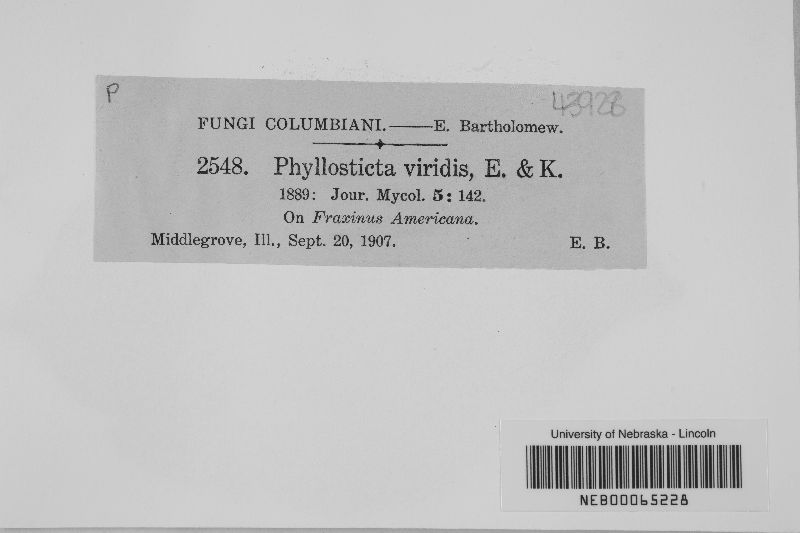 P
43928
FUNGI COLUMBIANI.—E. Bartholomew.
2548. Phyllosticta viridis, E. & K.
1889: Jour. Mycol. 5: 142.
On Fraxinus Americana.
Middlegrove, Ill., Sept. 20, 1907. E. B.
University of Nebraska - Lincoln
NEB00065228